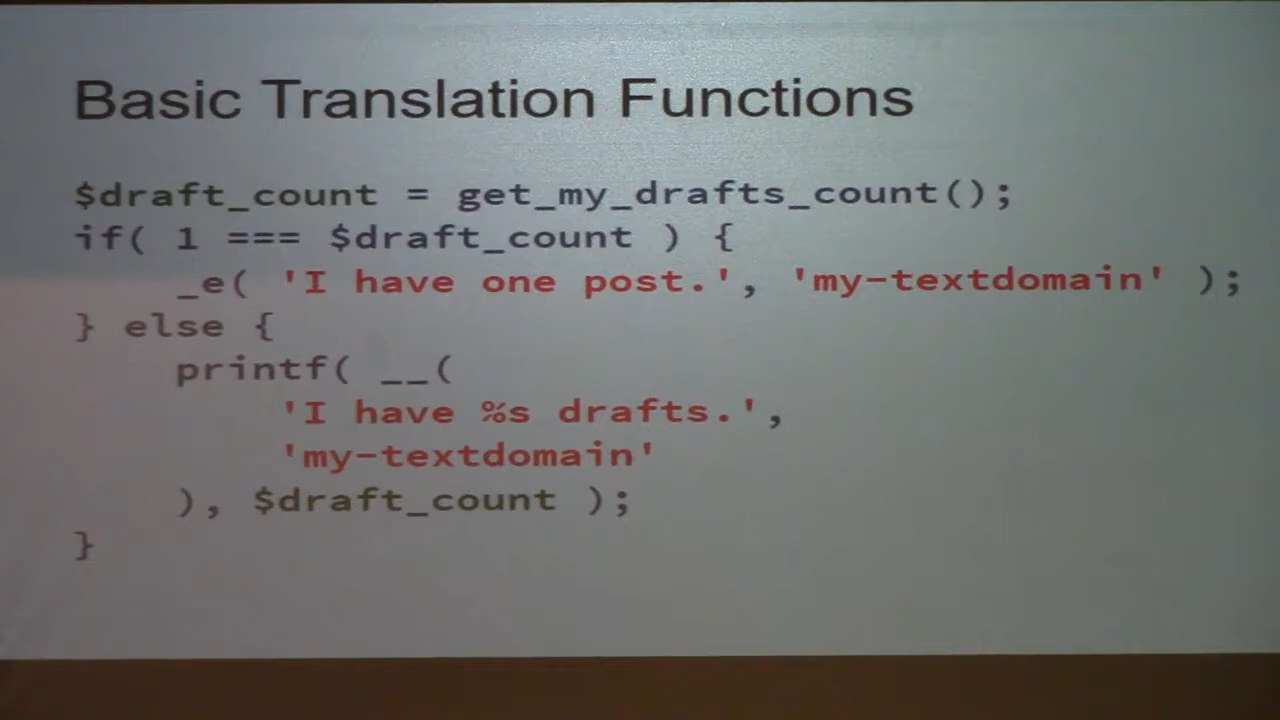 Basic Translation Functions
$draft_count = get_my_drafts_count();
if( 1 === $draft_count ) {
    _e( 'I have one post.', 'my-textdomain' );
} else {
    printf( __(
        'I have %s drafts.',
        'my-textdomain'
    ), $draft_count );
}